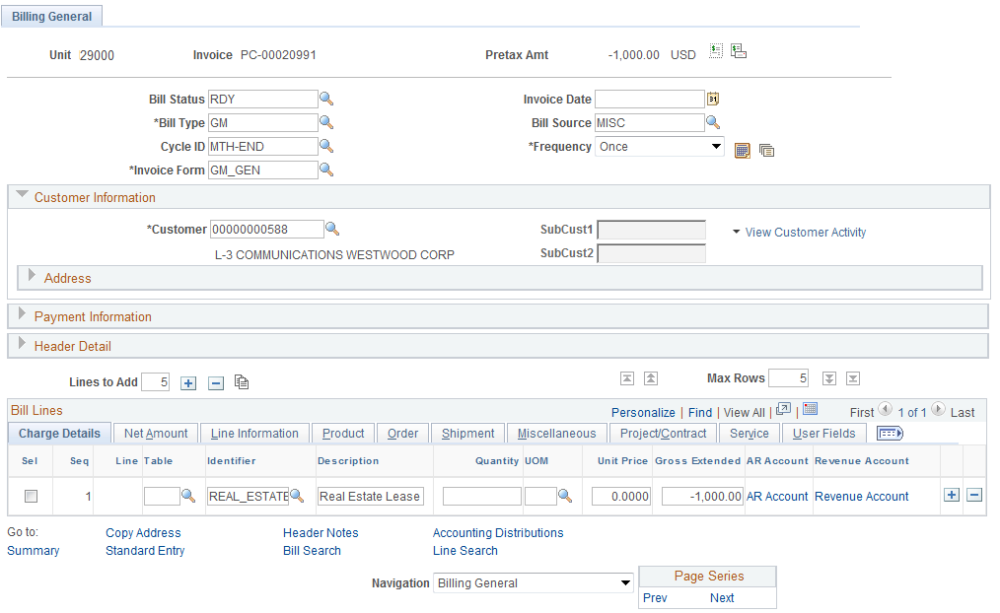 Billing General
Unit 29000 Invoice PC-00020991 Pretax Amt -1,000.00 USD
Bill Status RDY Invoice Date
*Bill Type GM Bill Source MISC
Cycle ID MTH-END *Frequency Once
*Invoice Form GM_GEN
Customer Information
*Customer 00000000588 SubCust1 View Customer Activity
L-3 COMMUNICATIONS WESTWOOD CORP SubCust2
Address
Payment Information
Header Detail
Lines to Add 5 Max Rows 5
Bill Lines Personalize | Find | View All | | First 1 of 1 Last
Charge Details Net Amount Line Information Product Order Shipment Miscellaneous Project/Contract Service User Fields
Sel Seq Line Table Identifier Description Quantity UOM Unit Price Gross Extended AR Account Revenue Account
1 REAL_ESTATE Real Estate Lease 0.0000 -1,000.00 AR Account Revenue Account
Go to: Copy Address Header Notes Accounting Distributions
Summary Standard Entry Bill Search Line Search
Navigation Billing General Page Series
Prev Next